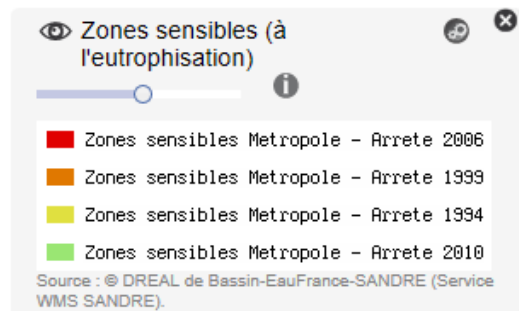 Zones sensibles (à
l'eutrophisation)
Zones sensibles Metropole - Arrete 2006
Zones sensibles Metropole - Arrete 1999
Zones sensibles Metropole - Arrete 1994
Zones sensibles Metropole - Arrete 2010
Source : © DREAL de Bassin-EauFrance-SANDRE (Service
WMS SANDRE).